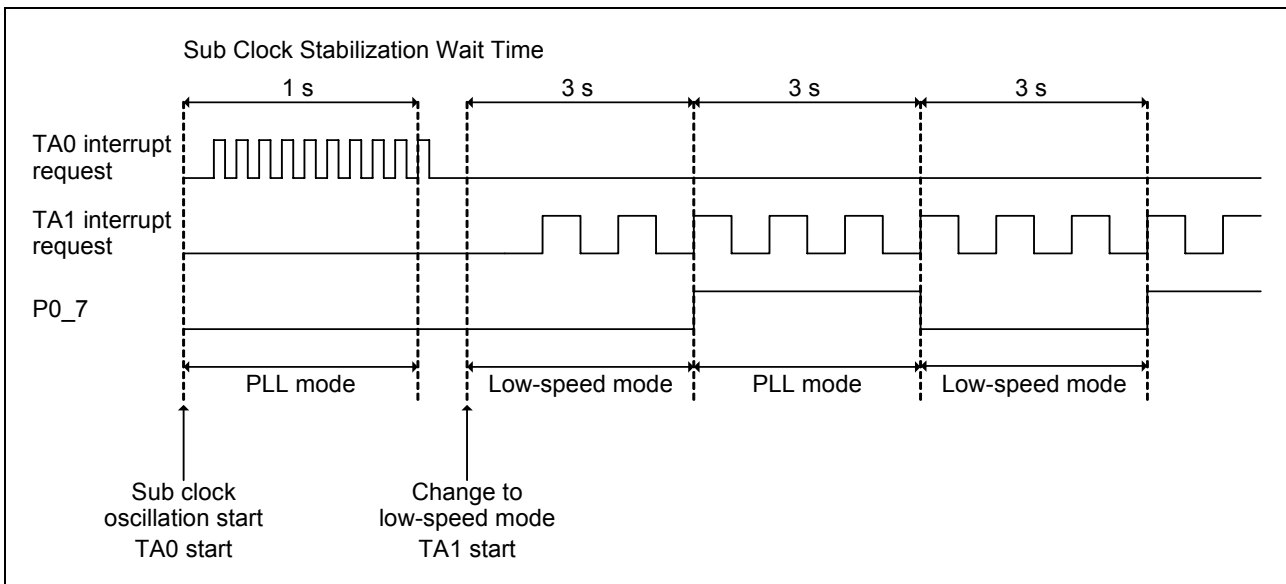 Sub Clock Stabilization Wait Time
1 s 3 s 3 s 3 s
TA0 interrupt
request
TA1 interrupt
request
P0_7
PLL mode Low-speed mode PLL mode Low-speed mode
Sub clock
oscillation start
TA0 start
Change to
low-speed mode
TA1 start